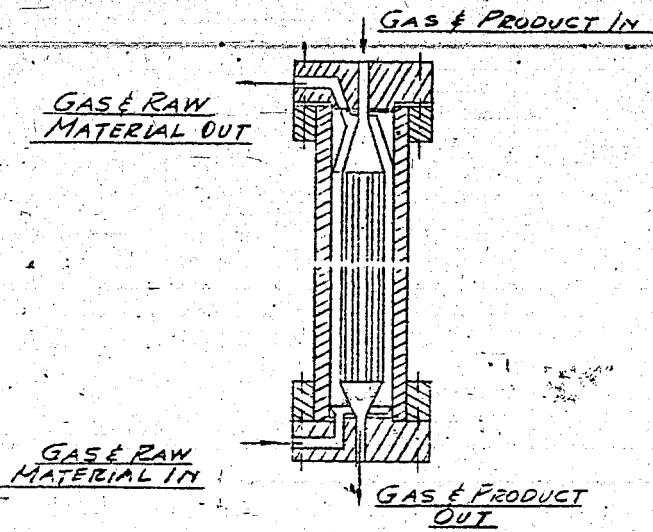 GAS & PRODUCT IN
GAS & RAW
MATERIAL OUT
GAS & RAW
MATERIAL IN
GAS & PRODUCT
OUT